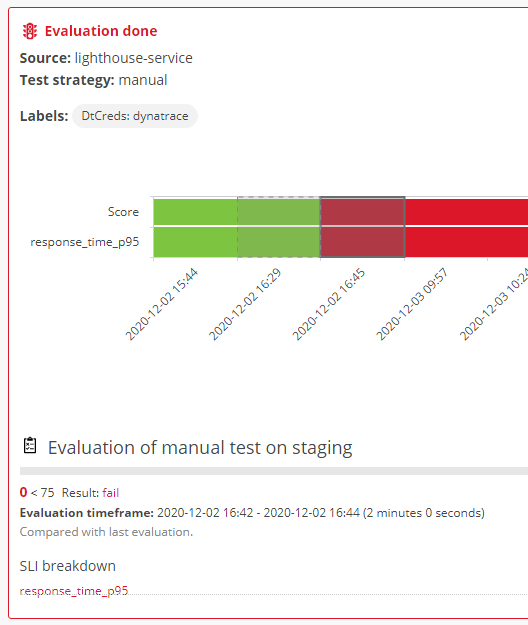 Evaluation done
Source: lighthouse-service
Test strategy: manual
Labels: DtCreds: dynatrace
Score
response_time_p95
2020-12-02 15:44
2020-12-02 16:29
2020-12-02 16:45
2020-12-03 09:57
2020-12-03 10:24
Evaluation of manual test on staging
0 < 75 Result: fail
Evaluation timeframe: 2020-12-02 16:42 - 2020-12-02 16:44 (2 minutes 0 seconds)
Compared with last evaluation.
SLI breakdown
response_time_p95